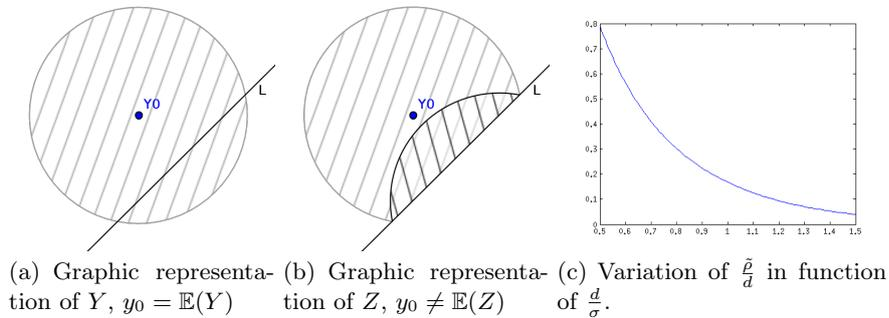 Y0
L
Y0
L
0.8
0.7
0.6
0.5
0.4
0.3
0.2
0.1
0
0.5 0.6 0.7 0.8 0.9 1 1.1 1.2 1.3 1.4 1.5
(a) Graphic representa-
tion of Y, y₀ = 𝔼(Y)
(b) Graphic representa-
tion of Z, y₀ ≠ 𝔼(Z)
(c) Variation of ρ̃/d in function
of d/σ.